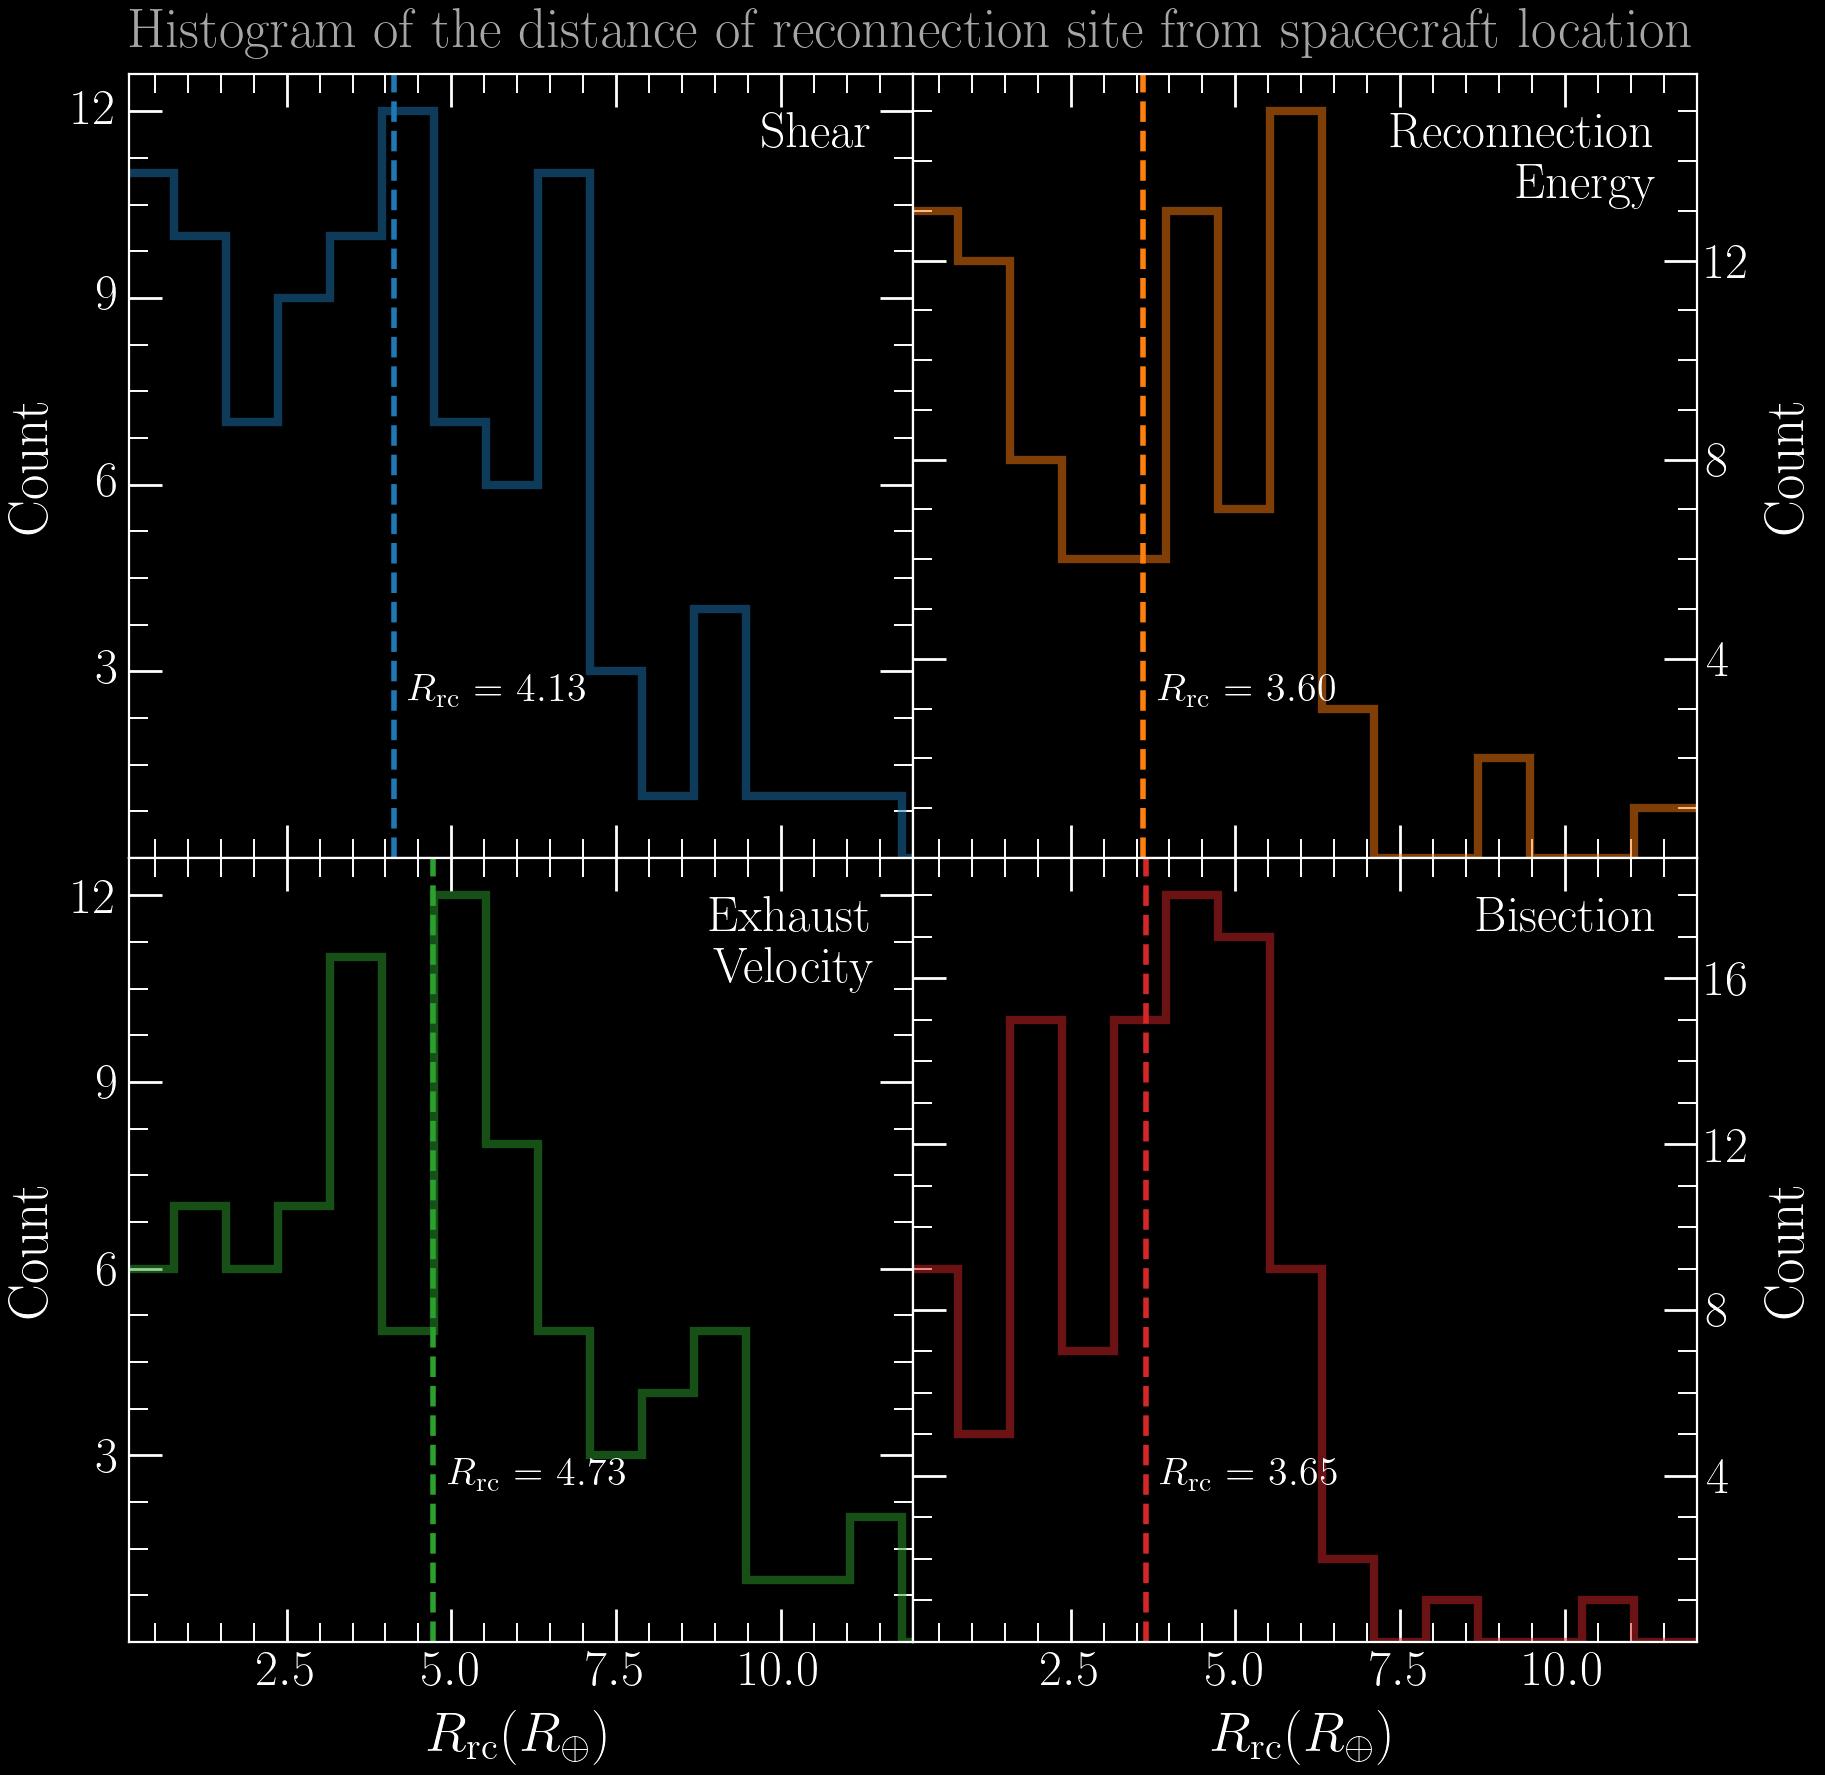 Histogram of the distance of reconnection site from spacecraft location
Shear
12
9
6
3
Count
R_rc = 4.13
Reconnection
Energy
12
8
4
Count
R_rc = 3.60
Exhaust
Velocity
12
9
6
3
Count
R_rc = 4.73
2.5 5.0 7.5 10.0
R_rc(R_⊕)
Bisection
16
12
8
4
Count
R_rc = 3.65
2.5 5.0 7.5 10.0
R_rc(R_⊕)